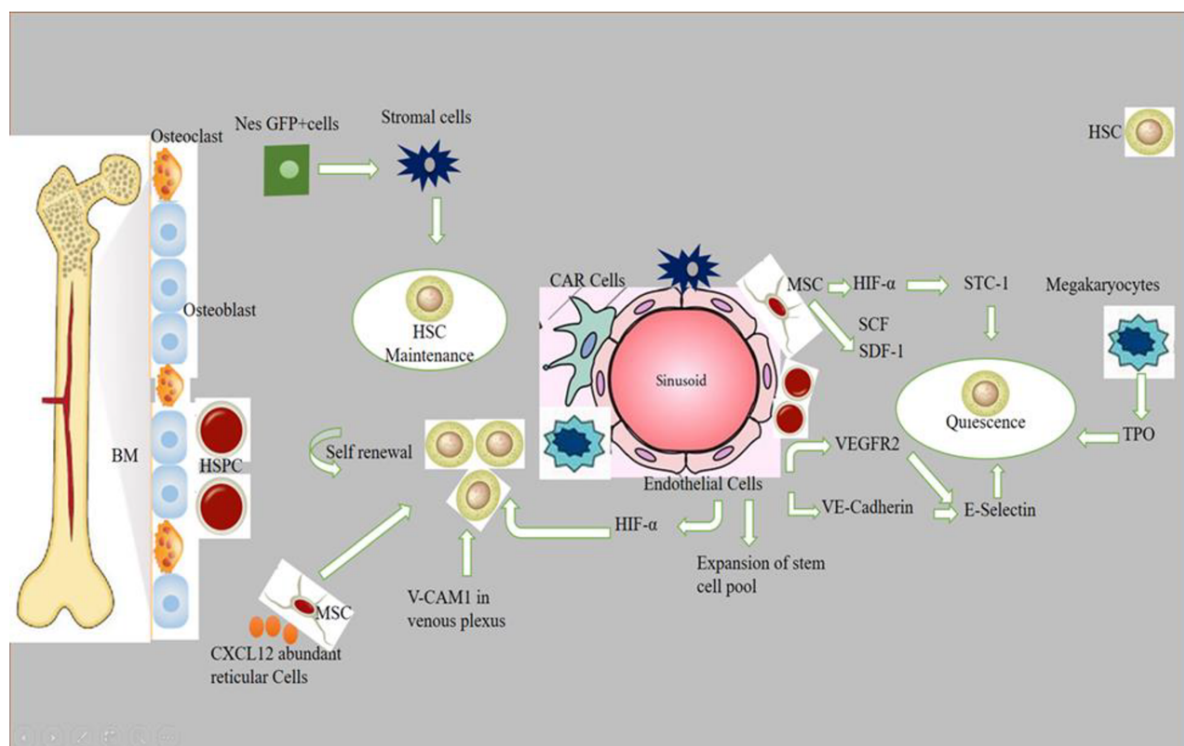 Osteoclast
Nes GFP+cells
Stromal cells
HSC
Osteoblast
HSC
Maintenance
CAR Cells
MSC
HIF-α
STC-1
SCF
SDF-1
Megakaryocytes
Sinusoid
Quiescence
TPO
BM
HSPC
Self renewal
Endothelial Cells
VEGFR2
VE-Cadherin
E-Selectin
HIF-α
Expansion of stem
cell pool
V-CAM1 in
venous plexus
MSC
CXCL12 abundant
reticular Cells